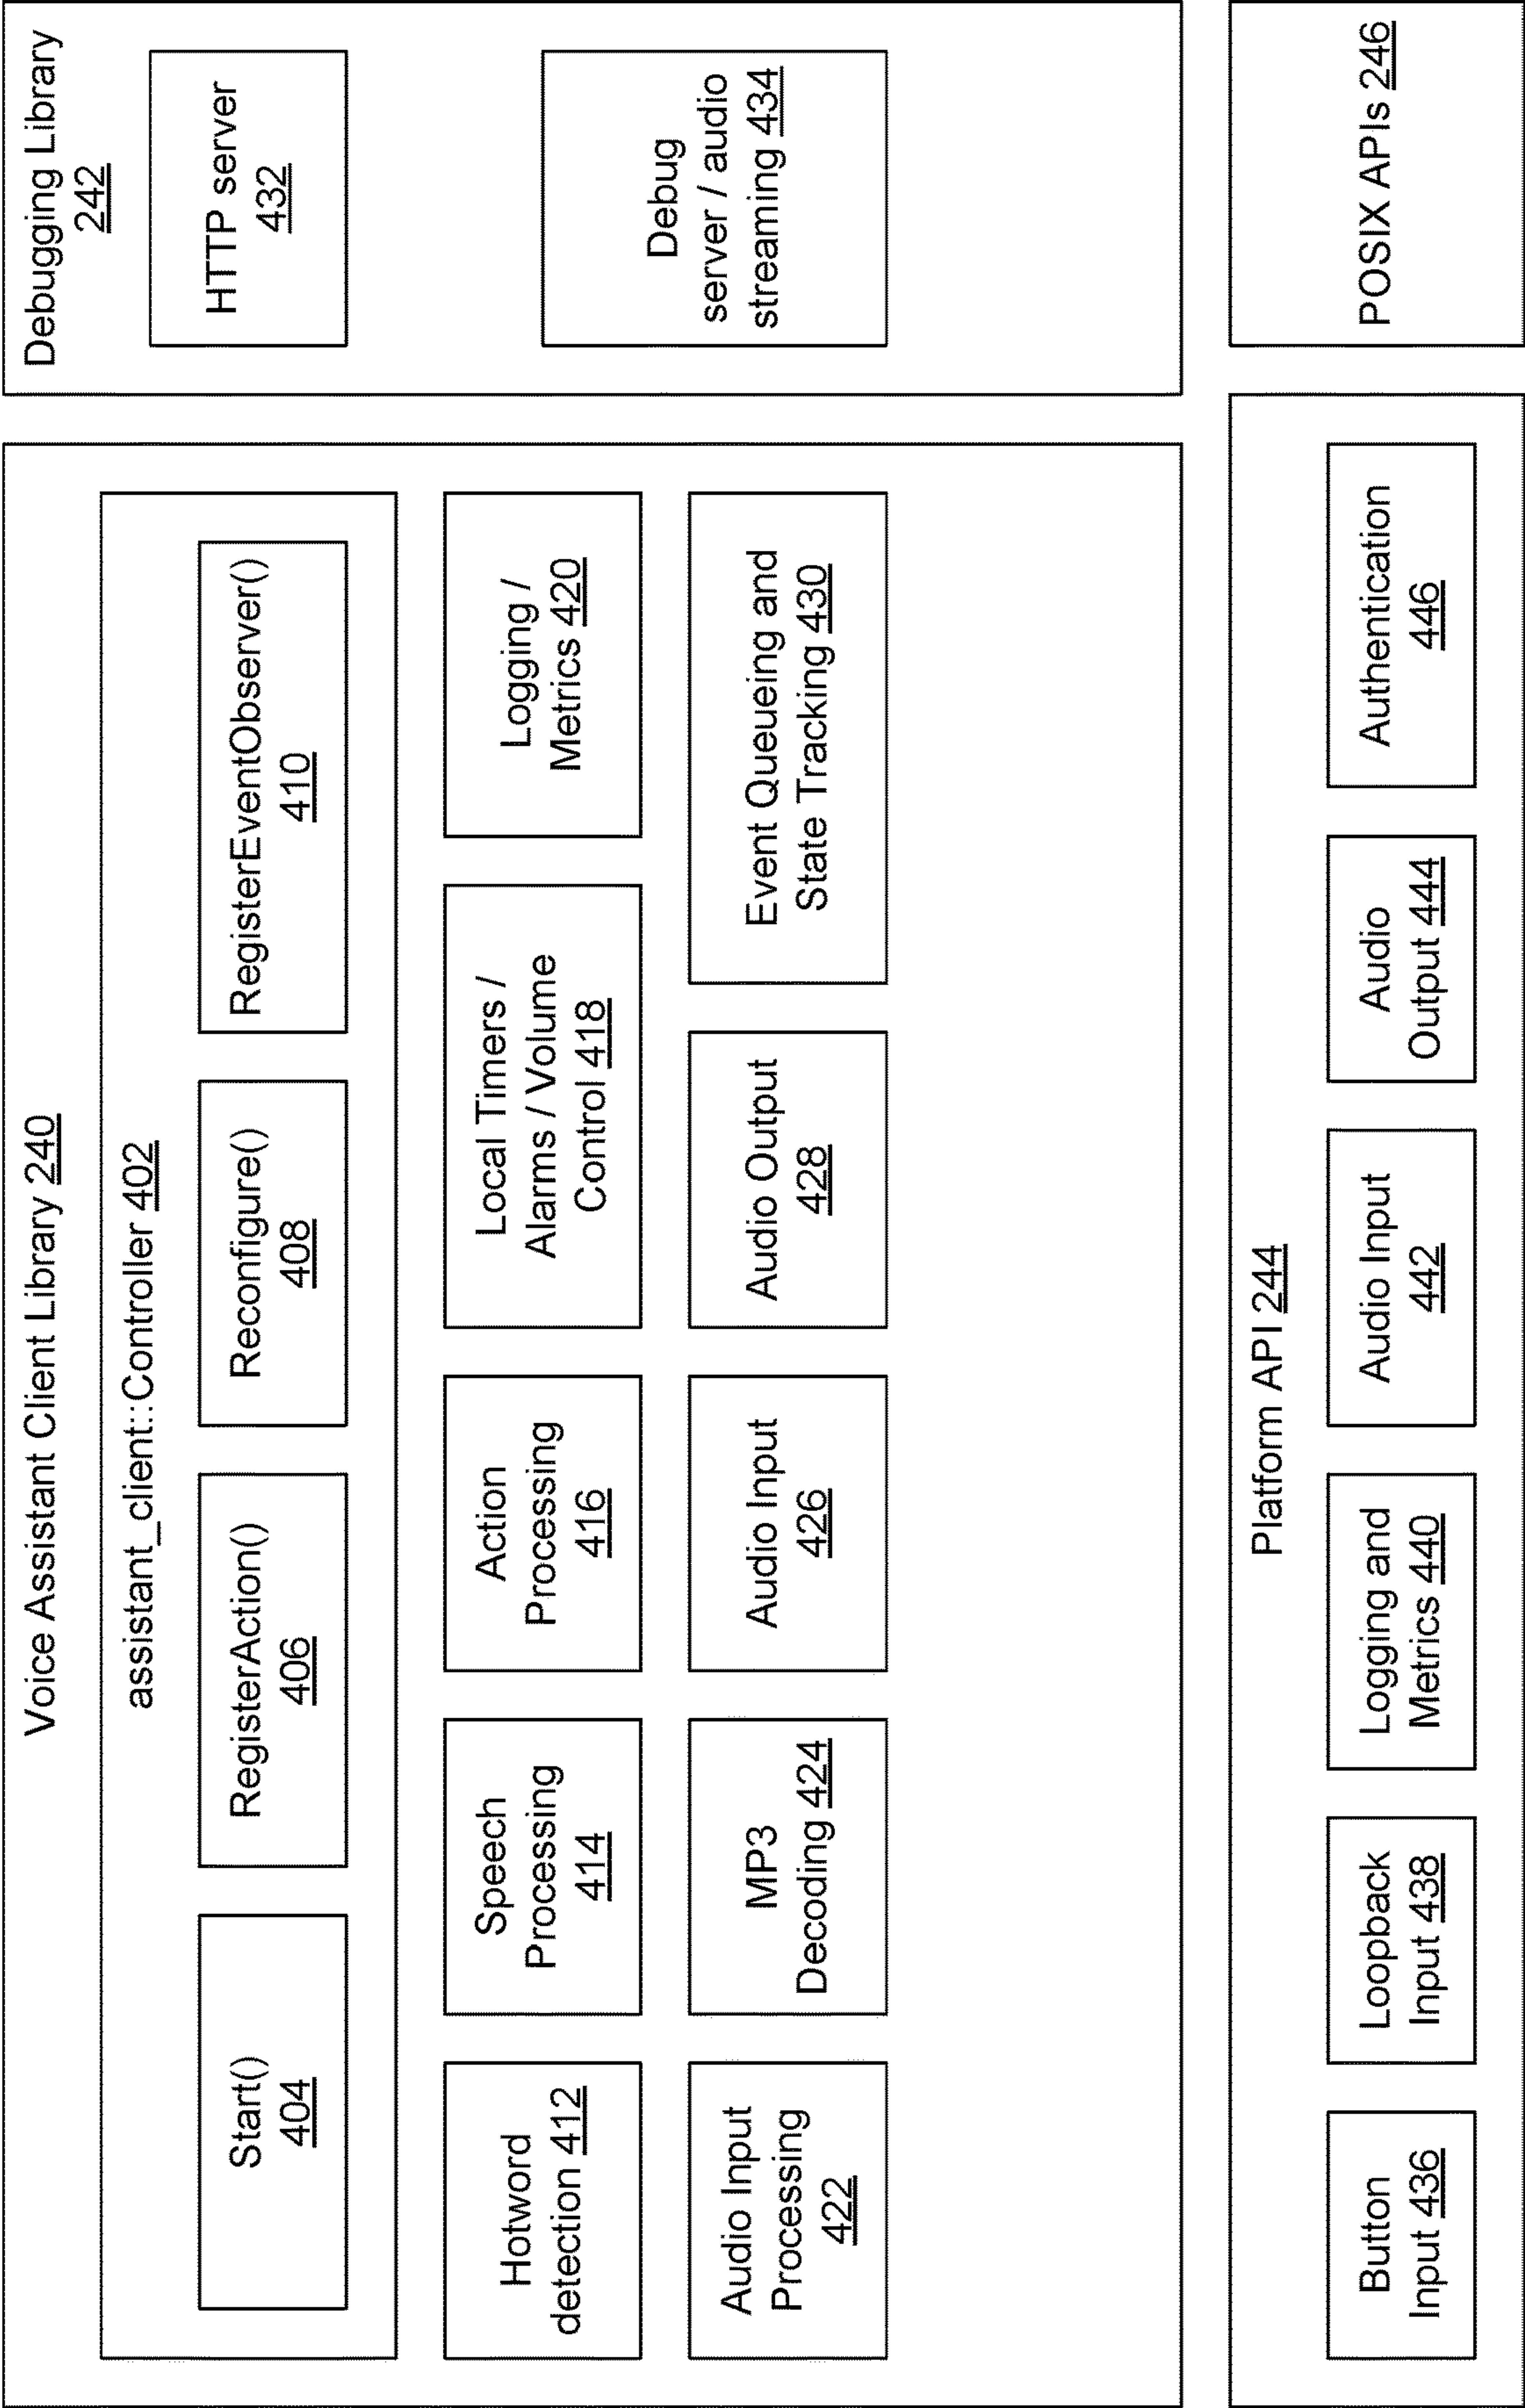 Voice Assistant Client Library 240
assistant_client::Controller 402
Start()
404
RegisterAction()
406
Reconfigure()
408
RegisterEventObserver()
410
Hotword
detection 412
Speech
Processing
414
Action
Processing
416
Local Timers /
Alarms / Volume
Control 418
Logging /
Metrics 420
Audio Input
Processing
422
MP3
Decoding 424
Audio Input
426
Audio Output
428
Event Queueing and
State Tracking 430
Debugging Library
242
HTTP server
432
Debug
server / audio
streaming 434
Platform API 244
Button
Input 436
Loopback
Input 438
Logging and
Metrics 440
Audio Input
442
Audio
Output 444
Authentication
446
POSIX APIs 246